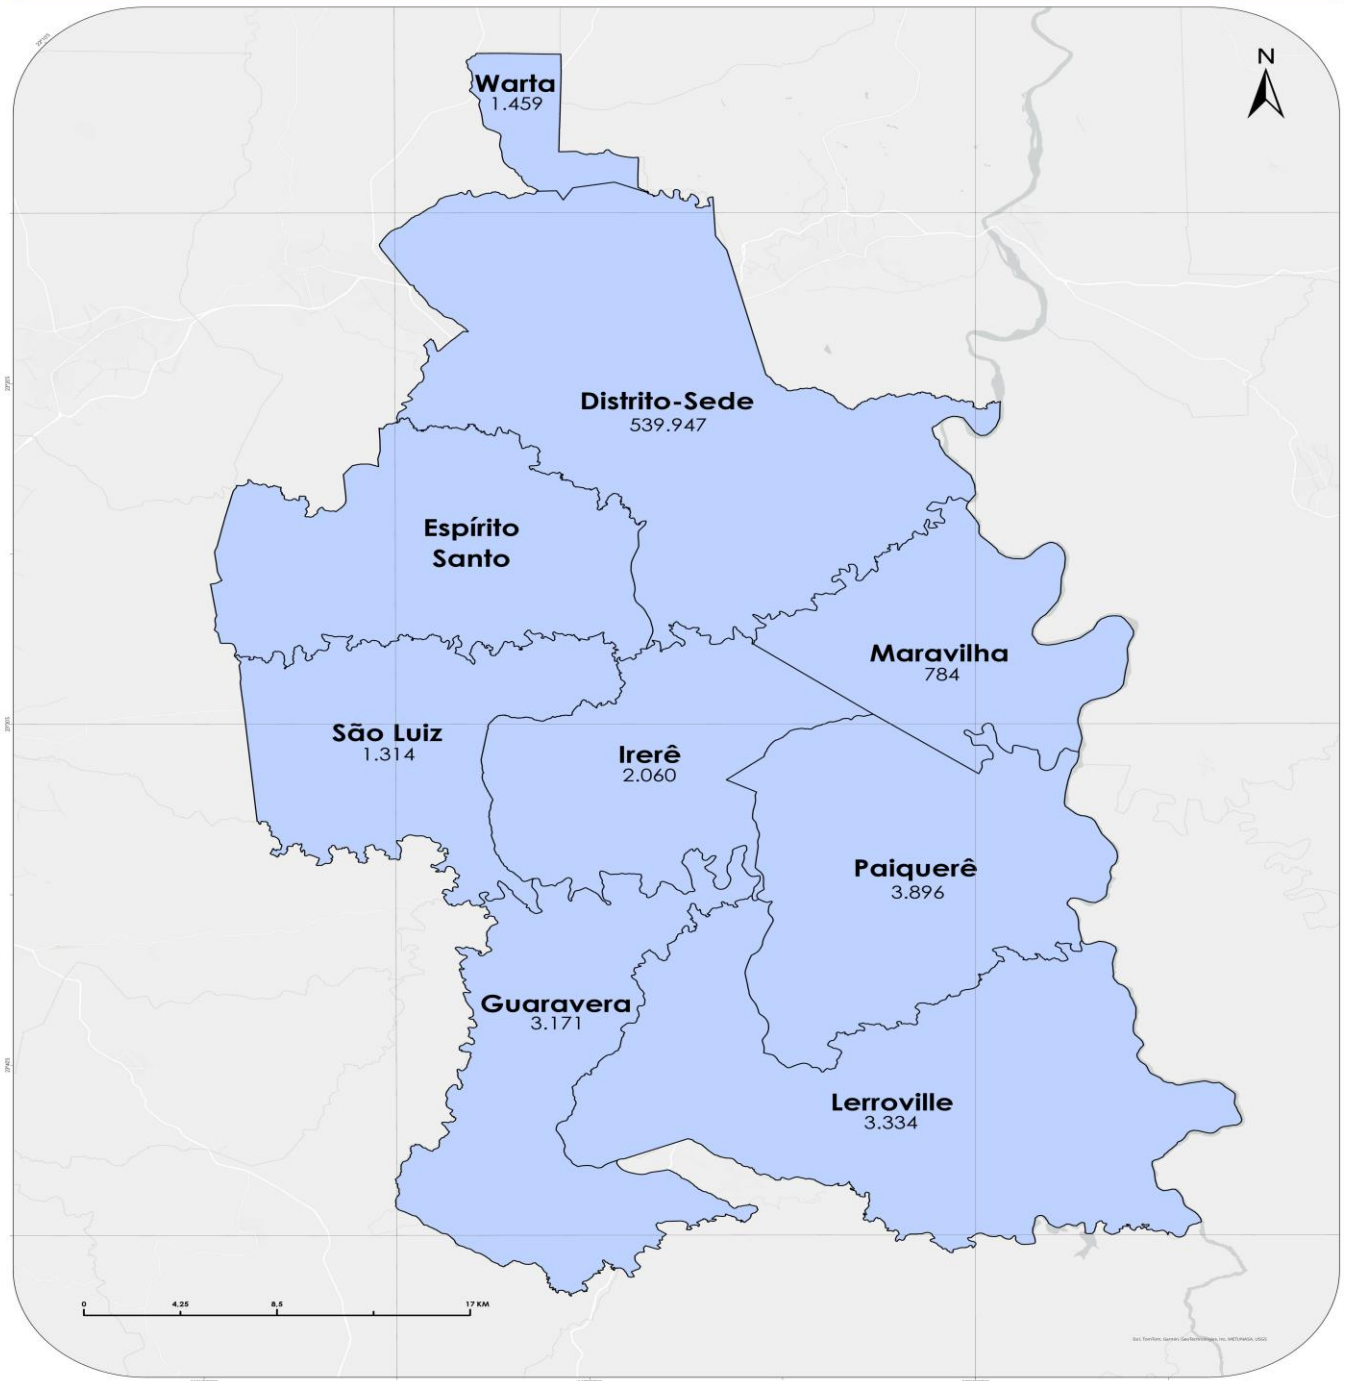 N
Warta
1.459
Distrito-Sede
539.947
Espírito
Santo
Maravilha
784
São Luiz
1.314
Irerê
2.060
Paiquerê
3.896
Guaravera
3.171
Lerroville
3.334
0 4,25 8,5 17 KM